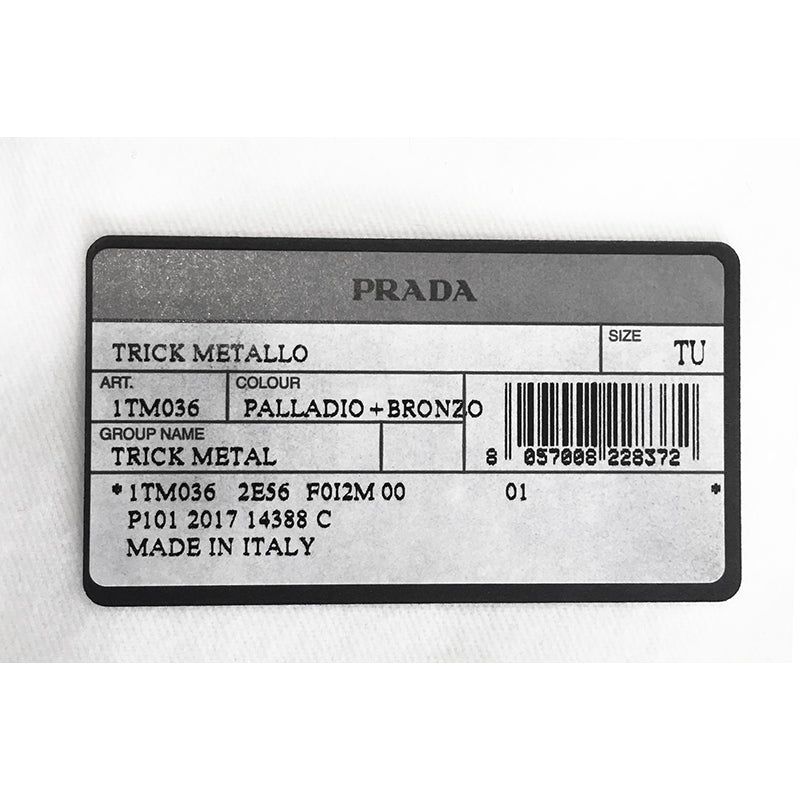 PRADA
TRICK METALLO
SIZE
TU
ART.
1TM036
COLOUR
PALLADIO+BRONZO
GROUP NAME
TRICK METAL
8 057008 228372
* 1TM036 2E56 F0I2M 00 01 *
P101 2017 14388 C
MADE IN ITALY